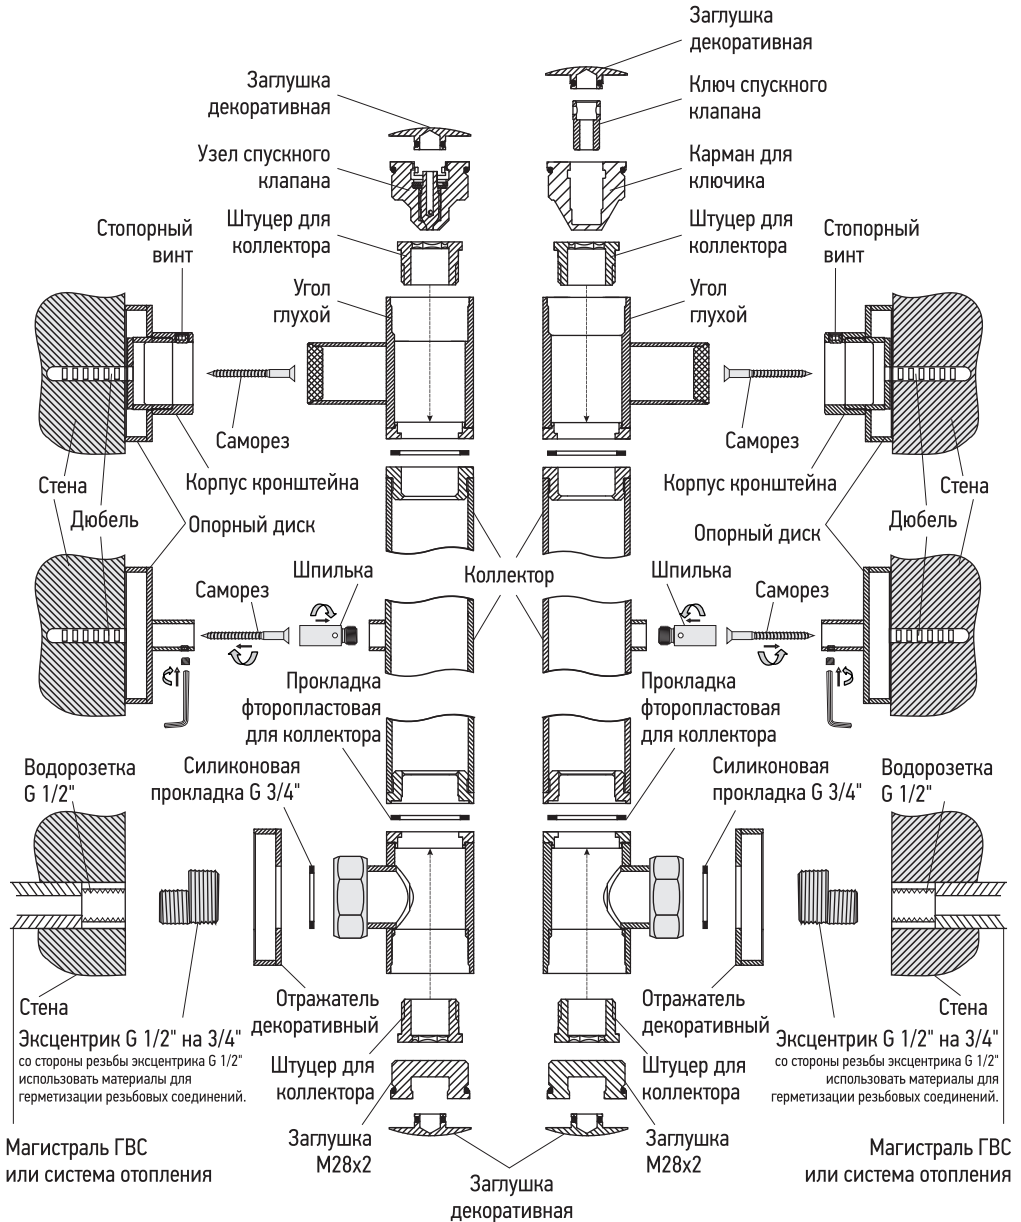 Заглушка
декоративная
Ключ спускного
клапана
Карман для
ключика
Штуцер для
коллектора
Угол
глухой
Стопорный
винт
Заглушка
декоративная
Узел спускного
клапана
Штуцер для
коллектора
Угол
глухой
Стопорный
винт
Саморез
Саморез
Корпус кронштейна
Корпус кронштейна
Стена
Стена
Дюбель
Дюбель
Опорный диск
Опорный диск
Коллектор
Шпилька
Шпилька
Саморез
Саморез
Прокладка
фторопластовая
для коллектора
Прокладка
фторопластовая
для коллектора
Водорозетка
G 1/2"
Силиконовая
прокладка G 3/4"
Силиконовая
прокладка G 3/4"
Водорозетка
G 1/2"
Стена
Отражатель
декоративный
Отражатель
декоративный
Стена
Эксцентрик G 1/2" на 3/4"
со стороны резьбы эксцентрика G 1/2"
использовать материалы для
герметизации резьбовых соединений.
Штуцер для
коллектора
Штуцер для
коллектора
Эксцентрик G 1/2" на 3/4"
со стороны резьбы эксцентрика G 1/2"
использовать материалы для
герметизации резьбовых соединений.
Магистраль ГВС
или система отопления
Заглушка
М28х2
Заглушка
М28х2
Магистраль ГВС
или система отопления
Заглушка
декоративная